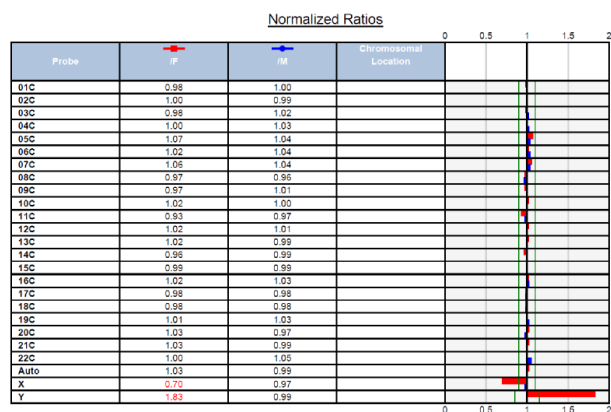 Normalized Ratios
0 0.5 1 1.5 2
Probe /F /M Chromosomal Location
01C 0.98 1.00
02C 1.00 0.99
03C 0.98 1.02
04C 1.00 1.03
05C 1.07 1.04
06C 1.02 1.04
07C 1.06 1.04
08C 0.97 0.96
09C 0.97 1.01
10C 1.02 1.00
11C 0.93 0.97
12C 1.02 1.01
13C 1.02 0.99
14C 0.96 0.99
15C 0.99 0.99
16C 1.02 1.03
17C 0.98 0.98
18C 0.98 0.98
19C 1.01 1.03
20C 1.03 0.97
21C 1.03 0.99
22C 1.00 1.05
Auto 1.03 0.99
X 0.70 0.97
Y 1.83 0.99
0 0.5 1 1.5 2